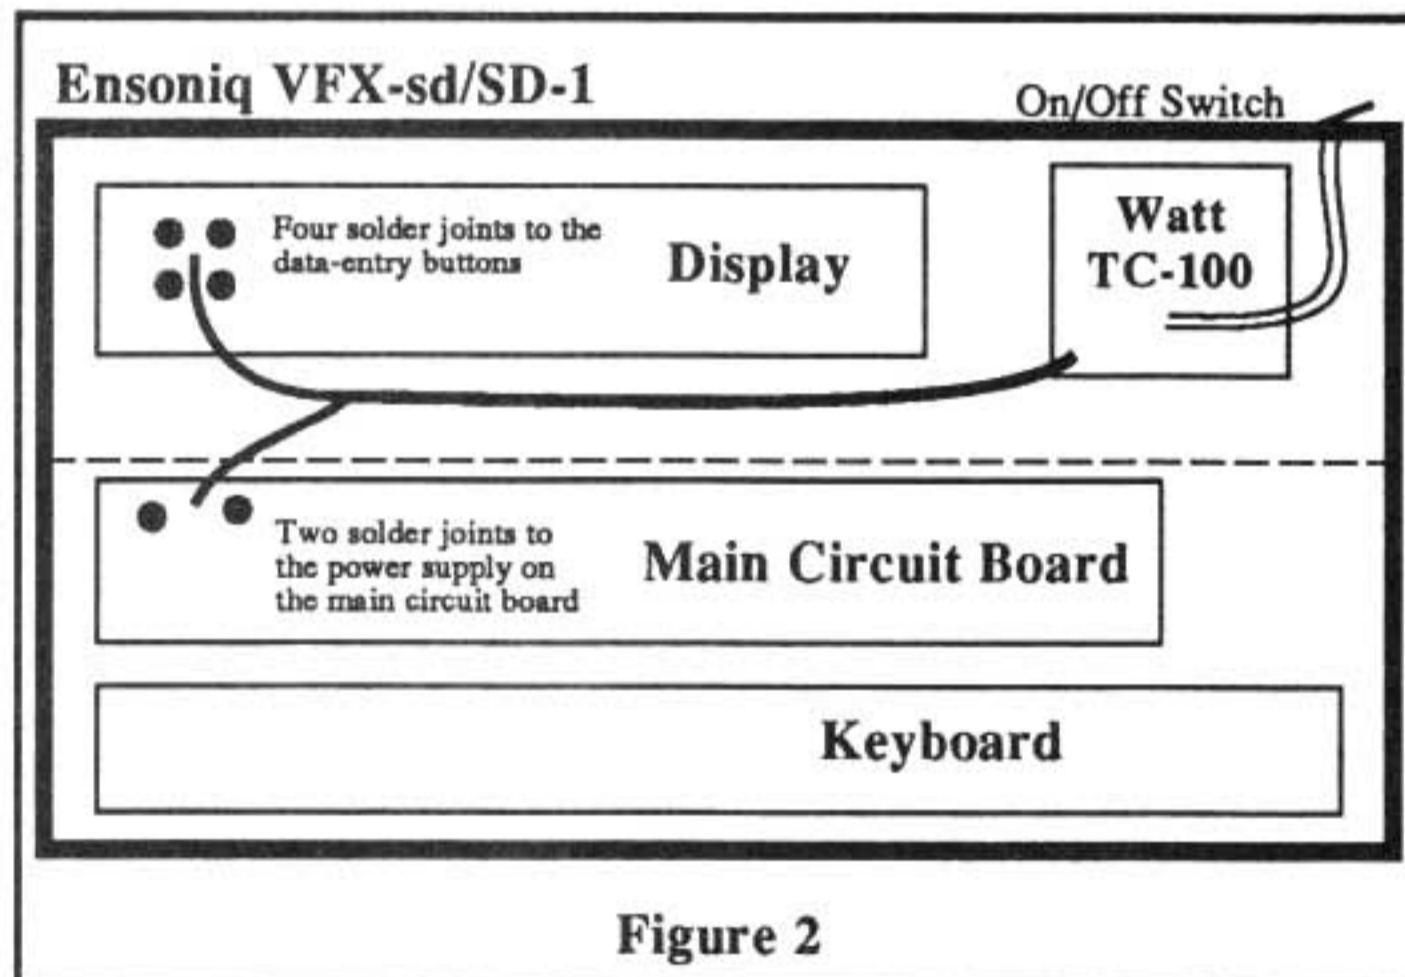 Ensoniq VFX-sd/SD-1
On/Off Switch
Four solder joints to the
data-entry buttons
Display
Watt
TC-100
Two solder joints to
the power supply on
the main circuit board
Main Circuit Board
Keyboard
Figure 2